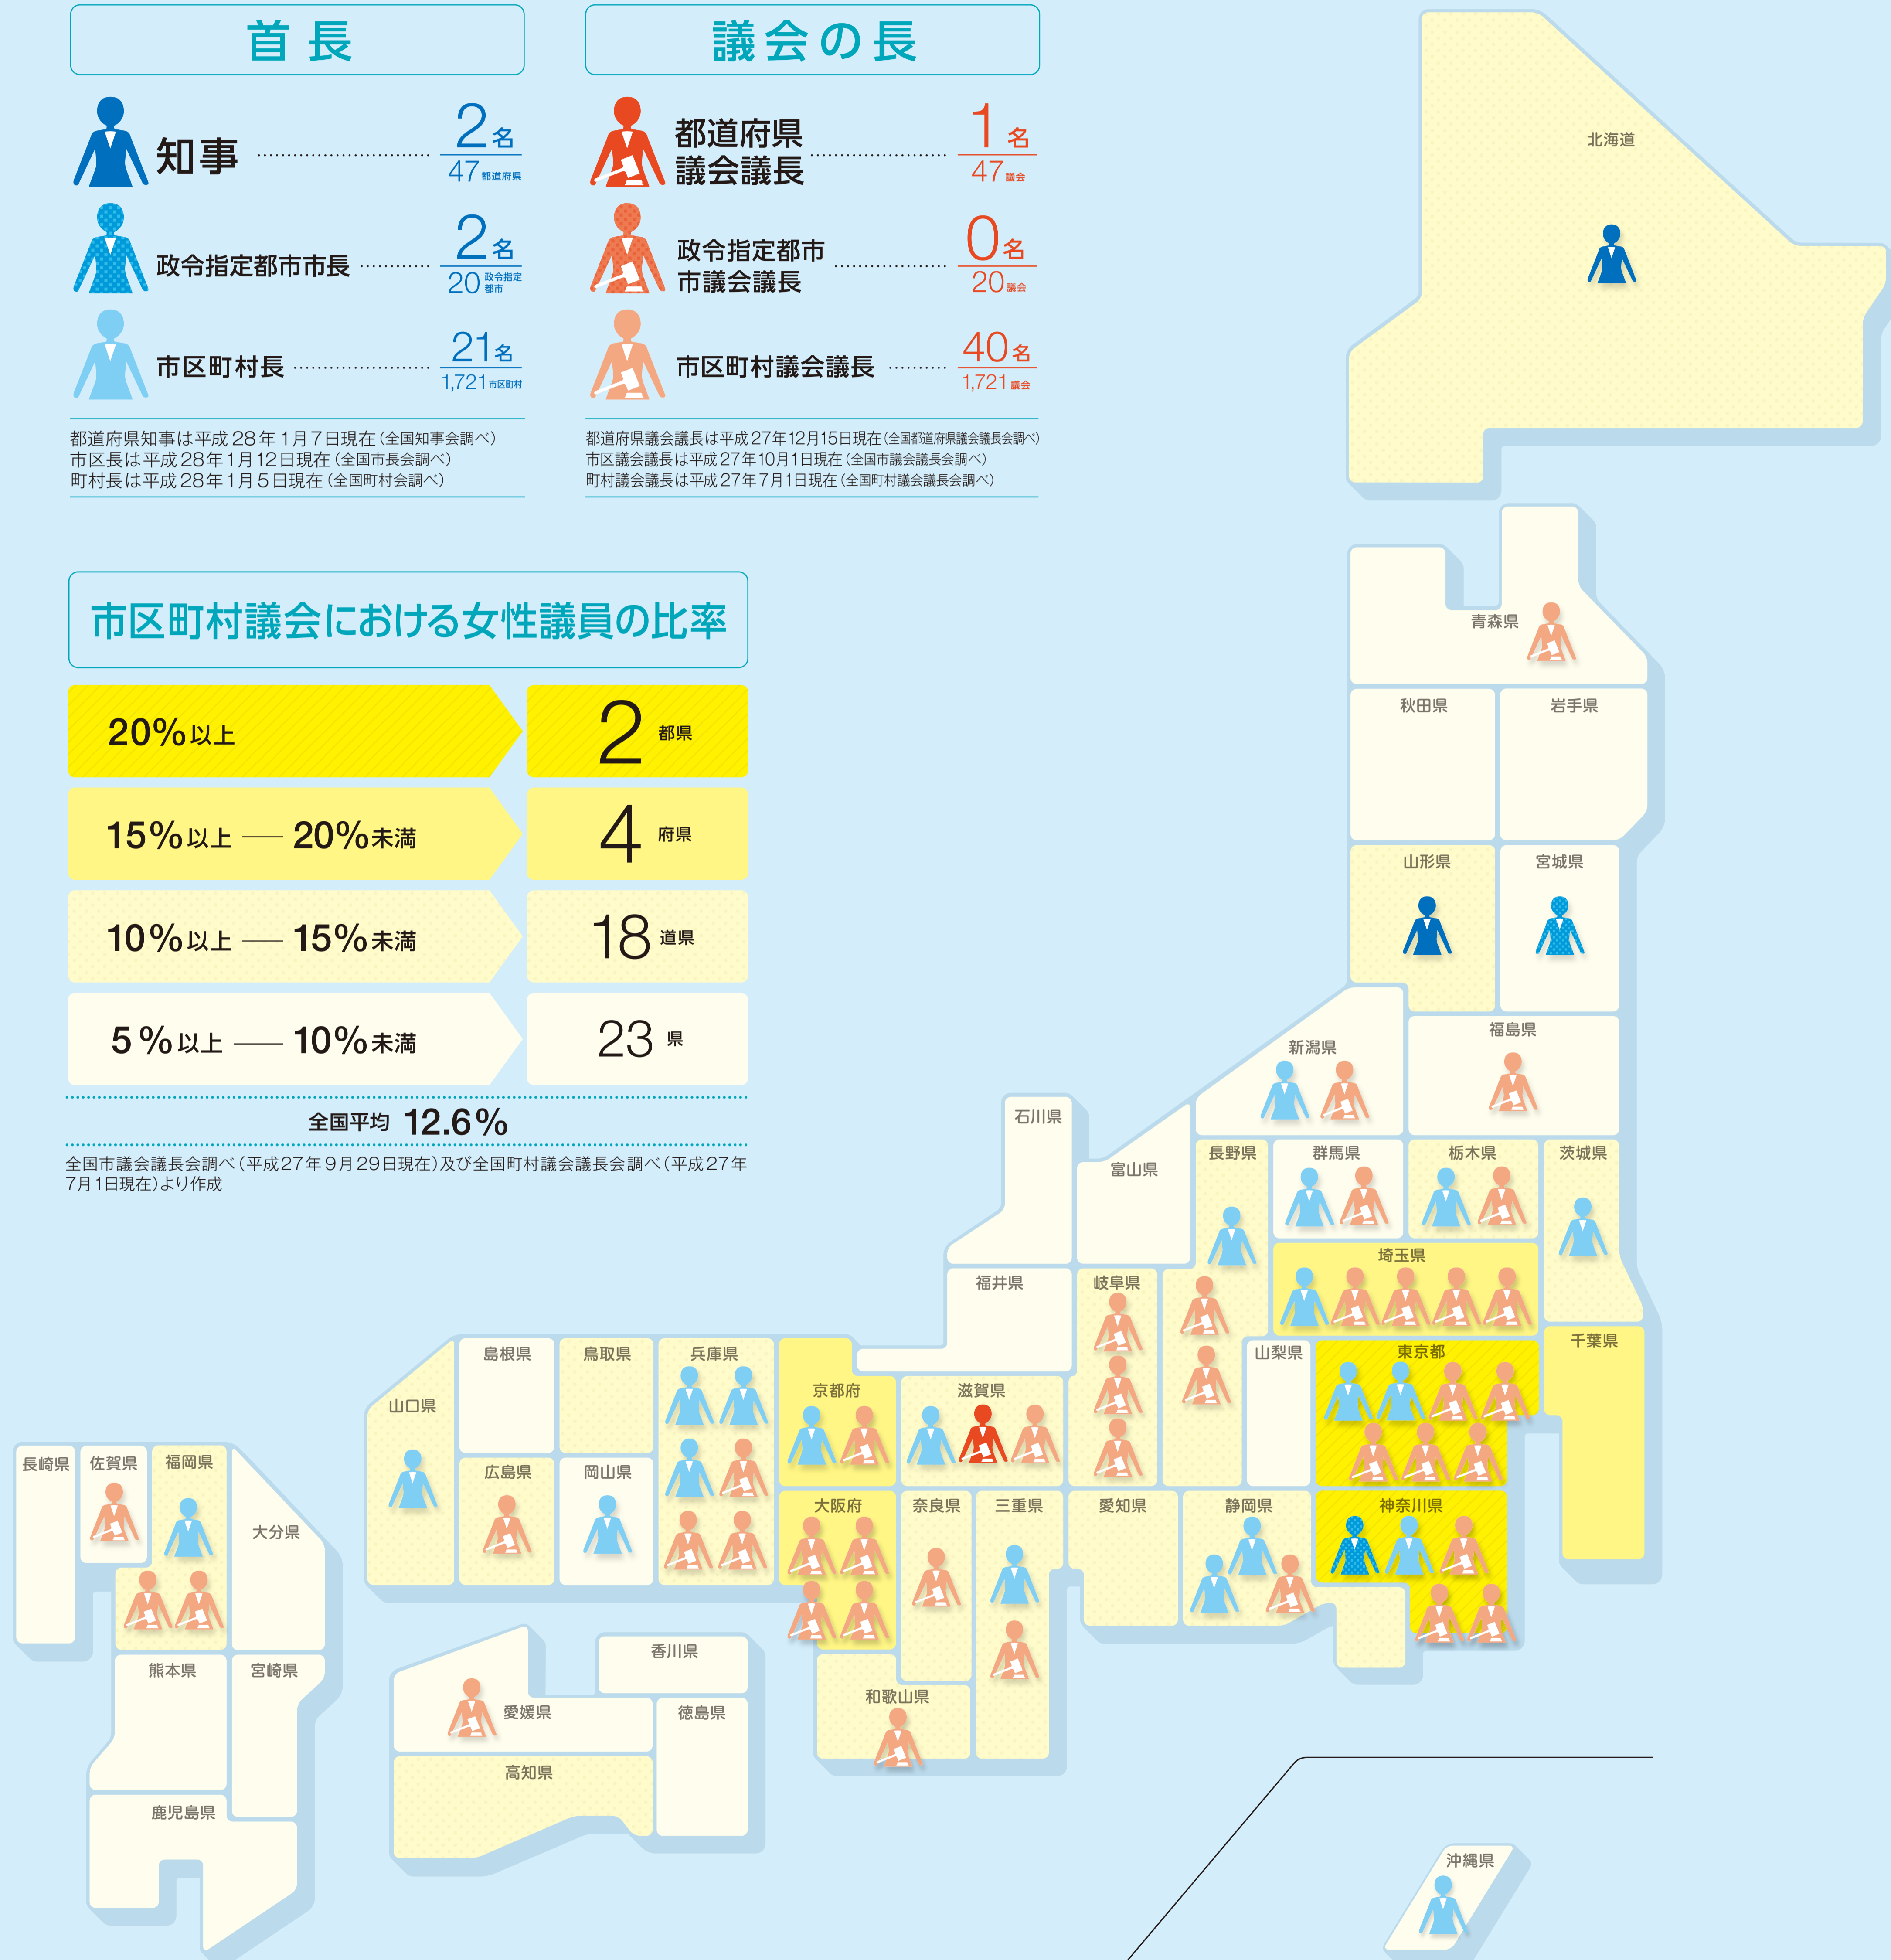 首長
知事
2名
47都道府県
政令指定都市市長
2名
20政令指定都市
市区町村長
21名
1,721市区町村
都道府県知事は平成28年1月7日現在（全国知事会調べ）
市区長は平成28年1月12日現在（全国市長会調べ）
町村長は平成28年1月5日現在（全国町村会調べ）
議会の長
都道府県
議会議長
1名
47議会
政令指定都市
市議会議長
0名
20議会
市区町村議会議長
40名
1,721議会
都道府県議会議長は平成27年12月15日現在（全国都道府県議会議長会調べ）
市区議会議長は平成27年10月1日現在（全国市議会議長会調べ）
町村議会議長は平成27年7月1日現在（全国町村議会議長会調べ）
市区町村議会における女性議員の比率
20%以上 2都県
15%以上 — 20%未満 4府県
10%以上 — 15%未満 18道県
5%以上 — 10%未満 23県
全国平均 12.6%
全国市議会議長会調べ（平成27年9月29日現在）及び全国町村議会議長会調べ（平成27年
7月1日現在）より作成
北海道
青森県
秋田県
岩手県
山形県
宮城県
福島県
新潟県
石川県
富山県
長野県
群馬県
栃木県
茨城県
埼玉県
福井県
岐阜県
山梨県
東京都
千葉県
島根県
鳥取県
兵庫県
京都府
滋賀県
山口県
広島県
岡山県
大阪府
奈良県
三重県
愛知県
静岡県
神奈川県
長崎県
佐賀県
福岡県
大分県
熊本県
宮崎県
鹿児島県
香川県
愛媛県
徳島県
高知県
和歌山県
沖縄県